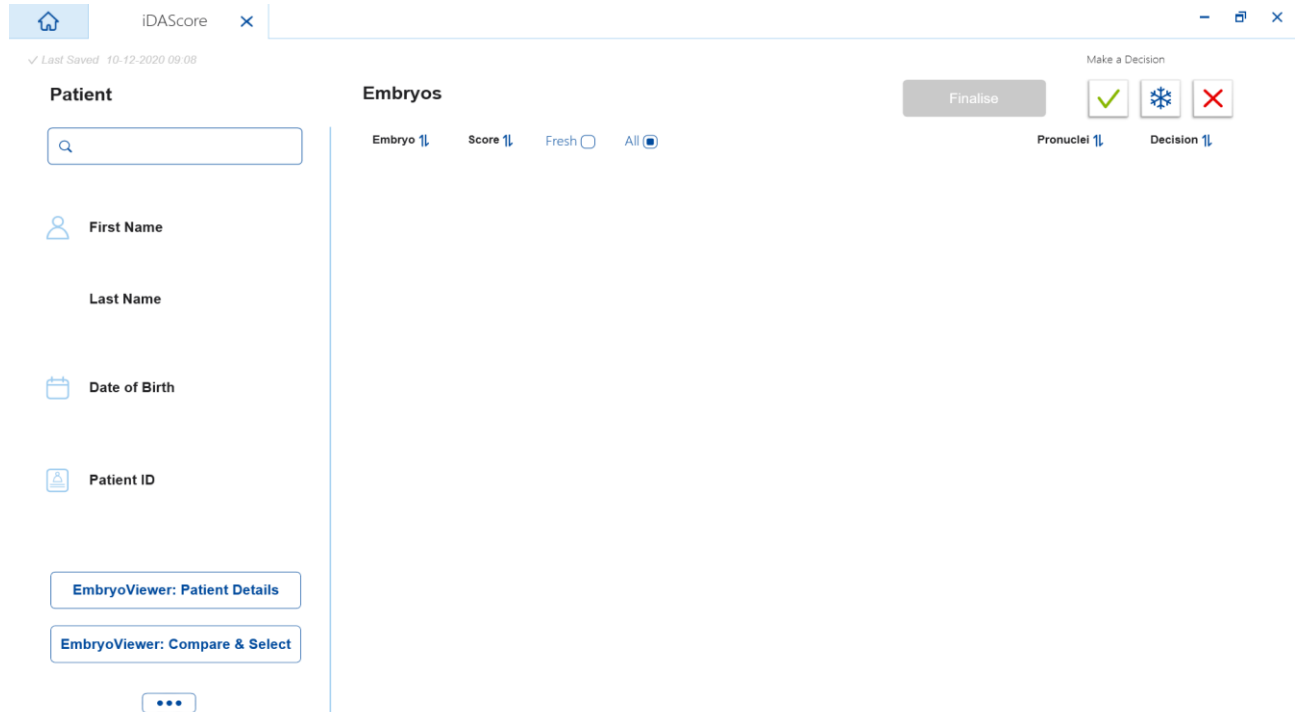 iDAScore
Last Saved 10-12-2020 09:08
Make a Decision
Patient
Embryos
Finalise
Embryo
Score
Fresh
All
Pronuclei
Decision
First Name
Last Name
Date of Birth
Patient ID
EmbryoViewer: Patient Details
EmbryoViewer: Compare & Select